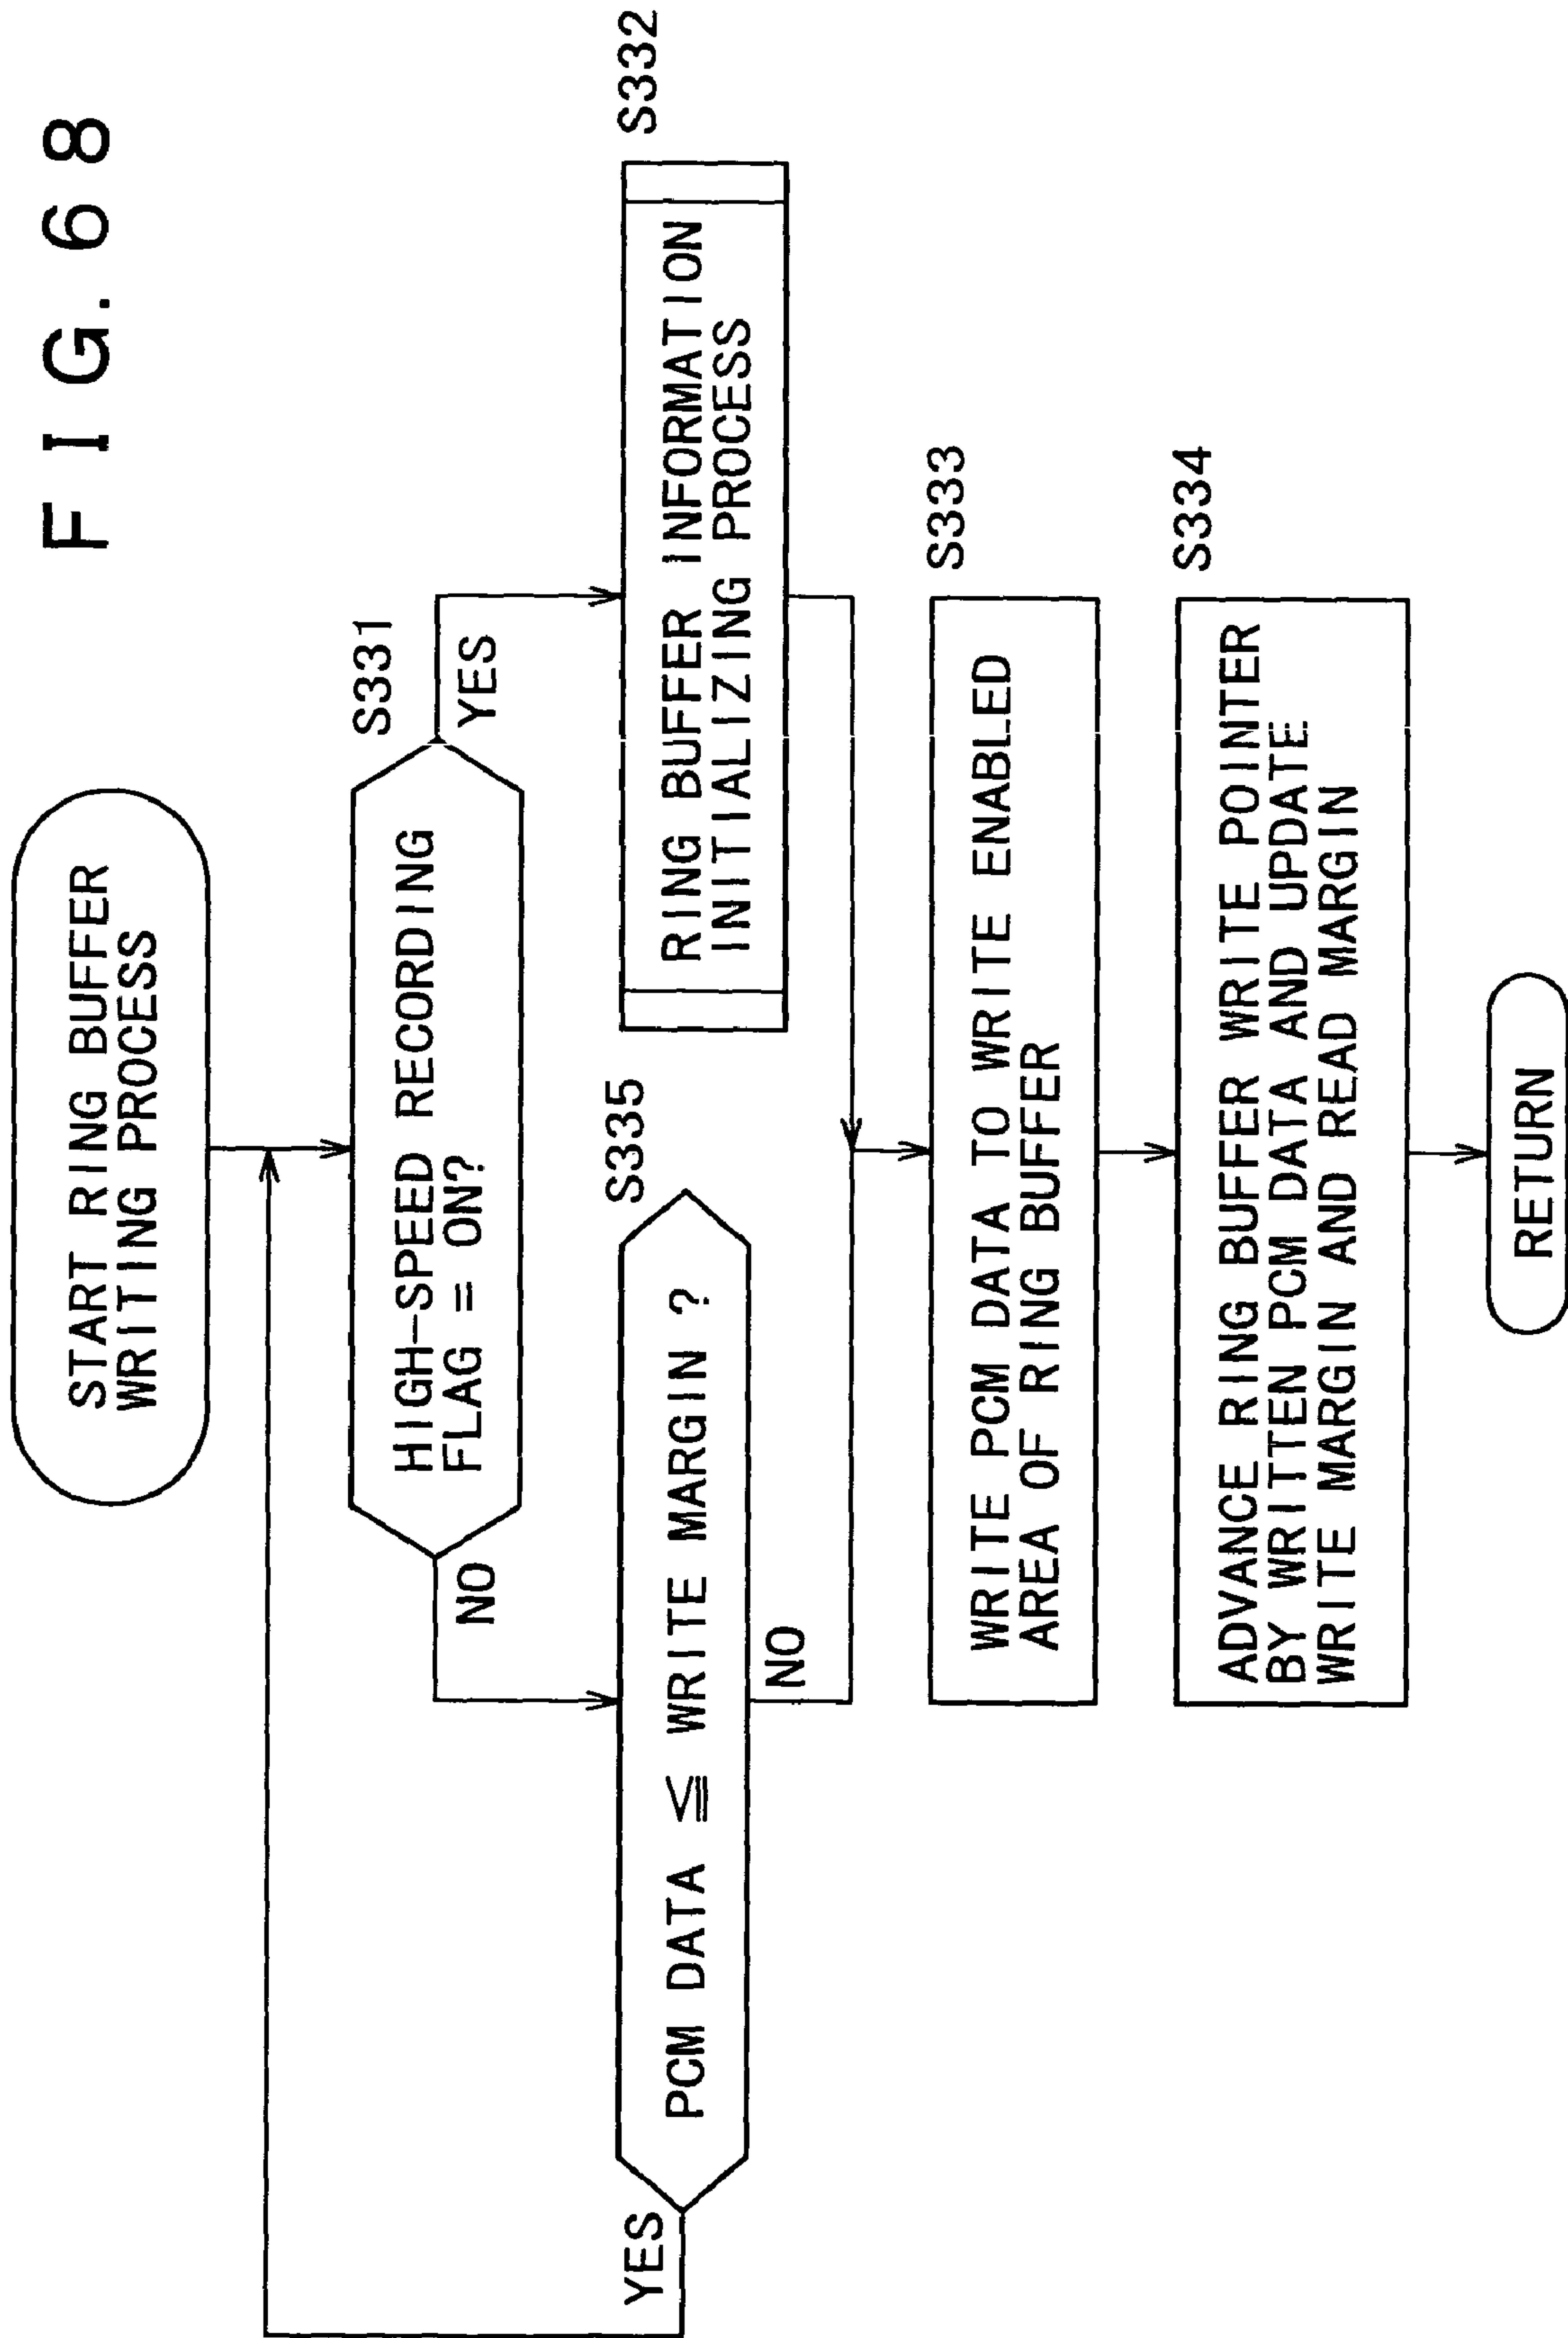 FIG. 68
START RING BUFFER
WRITING PROCESS
S331
HIGH-SPEED RECORDING
FLAG = ON?
NO
YES
S335
PCM DATA ≦ WRITE MARGIN ?
YES
NO
S332
RING BUFFER INFORMATION
INITIALIZING PROCESS
S333
WRITE PCM DATA TO WRITE ENABLED
AREA OF RING BUFFER
S334
ADVANCE RING BUFFER WRITE POINTER
BY WRITTEN PCM DATA AND UPDATE
WRITE MARGIN AND READ MARGIN
RETURN